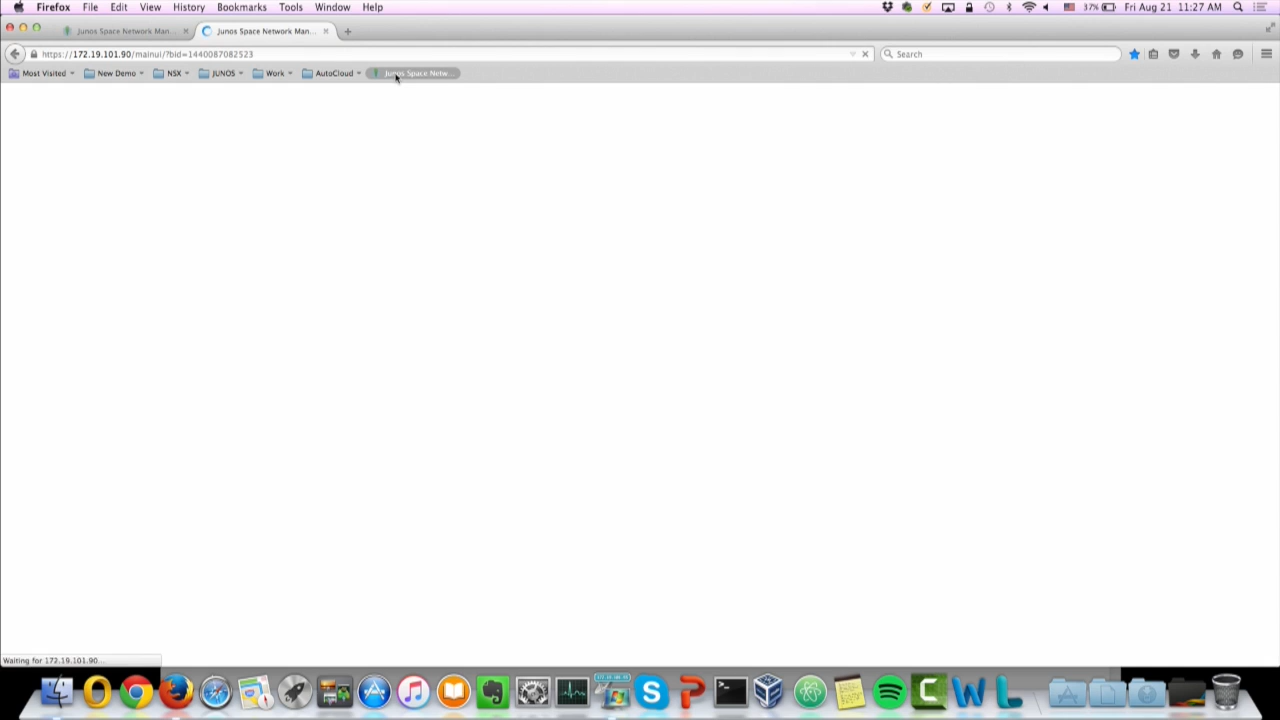 Firefox File Edit View History Bookmarks Tools Window Help 37% Fri Aug 21 11:27 AM
Junos Space Network Man... Junos Space Network Man...
https://172.19.101.90/mainui/?bid=1440087082523 Search
Most Visited New Demo NSX JUNOS Work AutoCloud Junos Space Netw...
Waiting for 172.19.101.90...